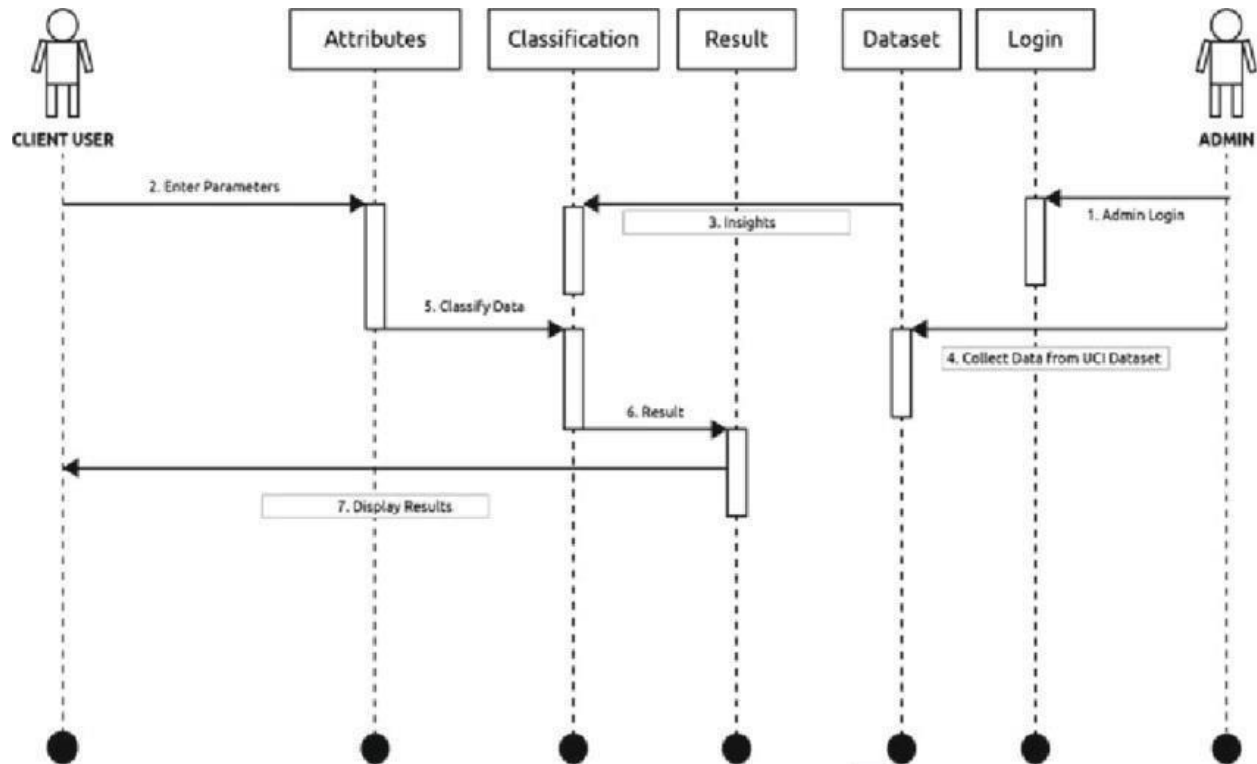 Attributes
Classification
Result
Dataset
Login
CLIENT USER
ADMIN
2. Enter Parameters
3. Insights
1. Admin Login
5. Classify Data
4. Collect Data from UCI Dataset
6. Result
7. Display Results